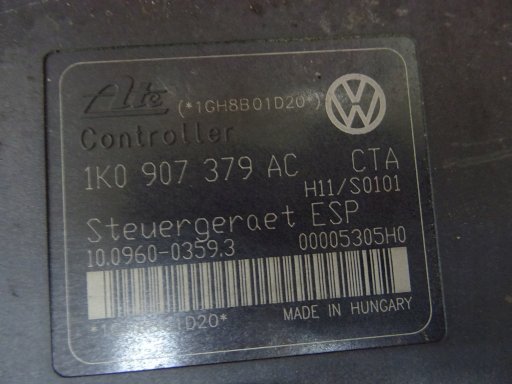 Ate (*1GH8B01D20*)
Controller
1K0 907 379 AC CTA
H11/S0101
Steuergeraet ESP
10.0960-0359.3 00005305H0
MADE IN HUNGARY